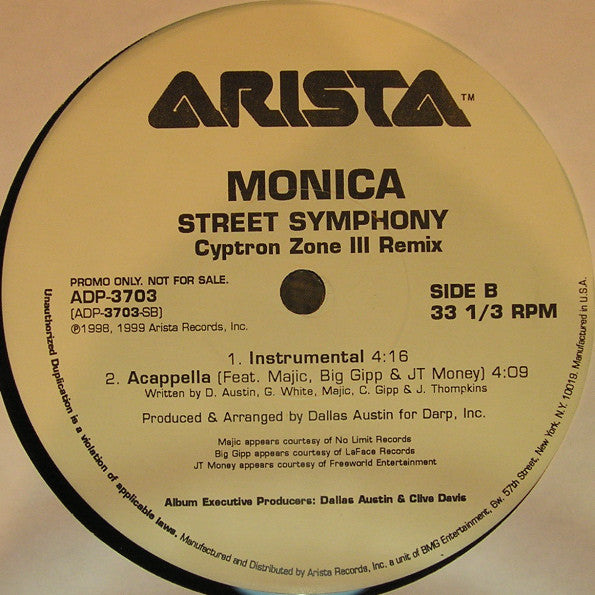 ARISTA™
MONICA
STREET SYMPHONY
Cyptron Zone III Remix
PROMO ONLY. NOT FOR SALE.
ADP-3703
(ADP-3703-SB)
℗1998, 1999 Arista Records, Inc.
SIDE B
33 1/3 RPM
1. Instrumental 4:16
2. Acappella (Feat. Majic, Big Gipp & JT Money) 4:09
Written by D. Austin, G. White, Majic, C. Gipp & J. Thompkins
Produced & Arranged by Dallas Austin for Darp, Inc.
Majic appears courtesy of No Limit Records
Big Gipp appears courtesy of LaFace Records
JT Money appears courtesy of Freeworld Entertainment
Album Executive Producers: Dallas Austin & Clive Davis
Unauthorized Duplication is a violation of applicable laws. Manufactured and Distributed by Arista Records, Inc. a unit of BMG Entertainment, 6w. 57th Street, New York, N.Y. 10019. Manufactured in U.S.A.